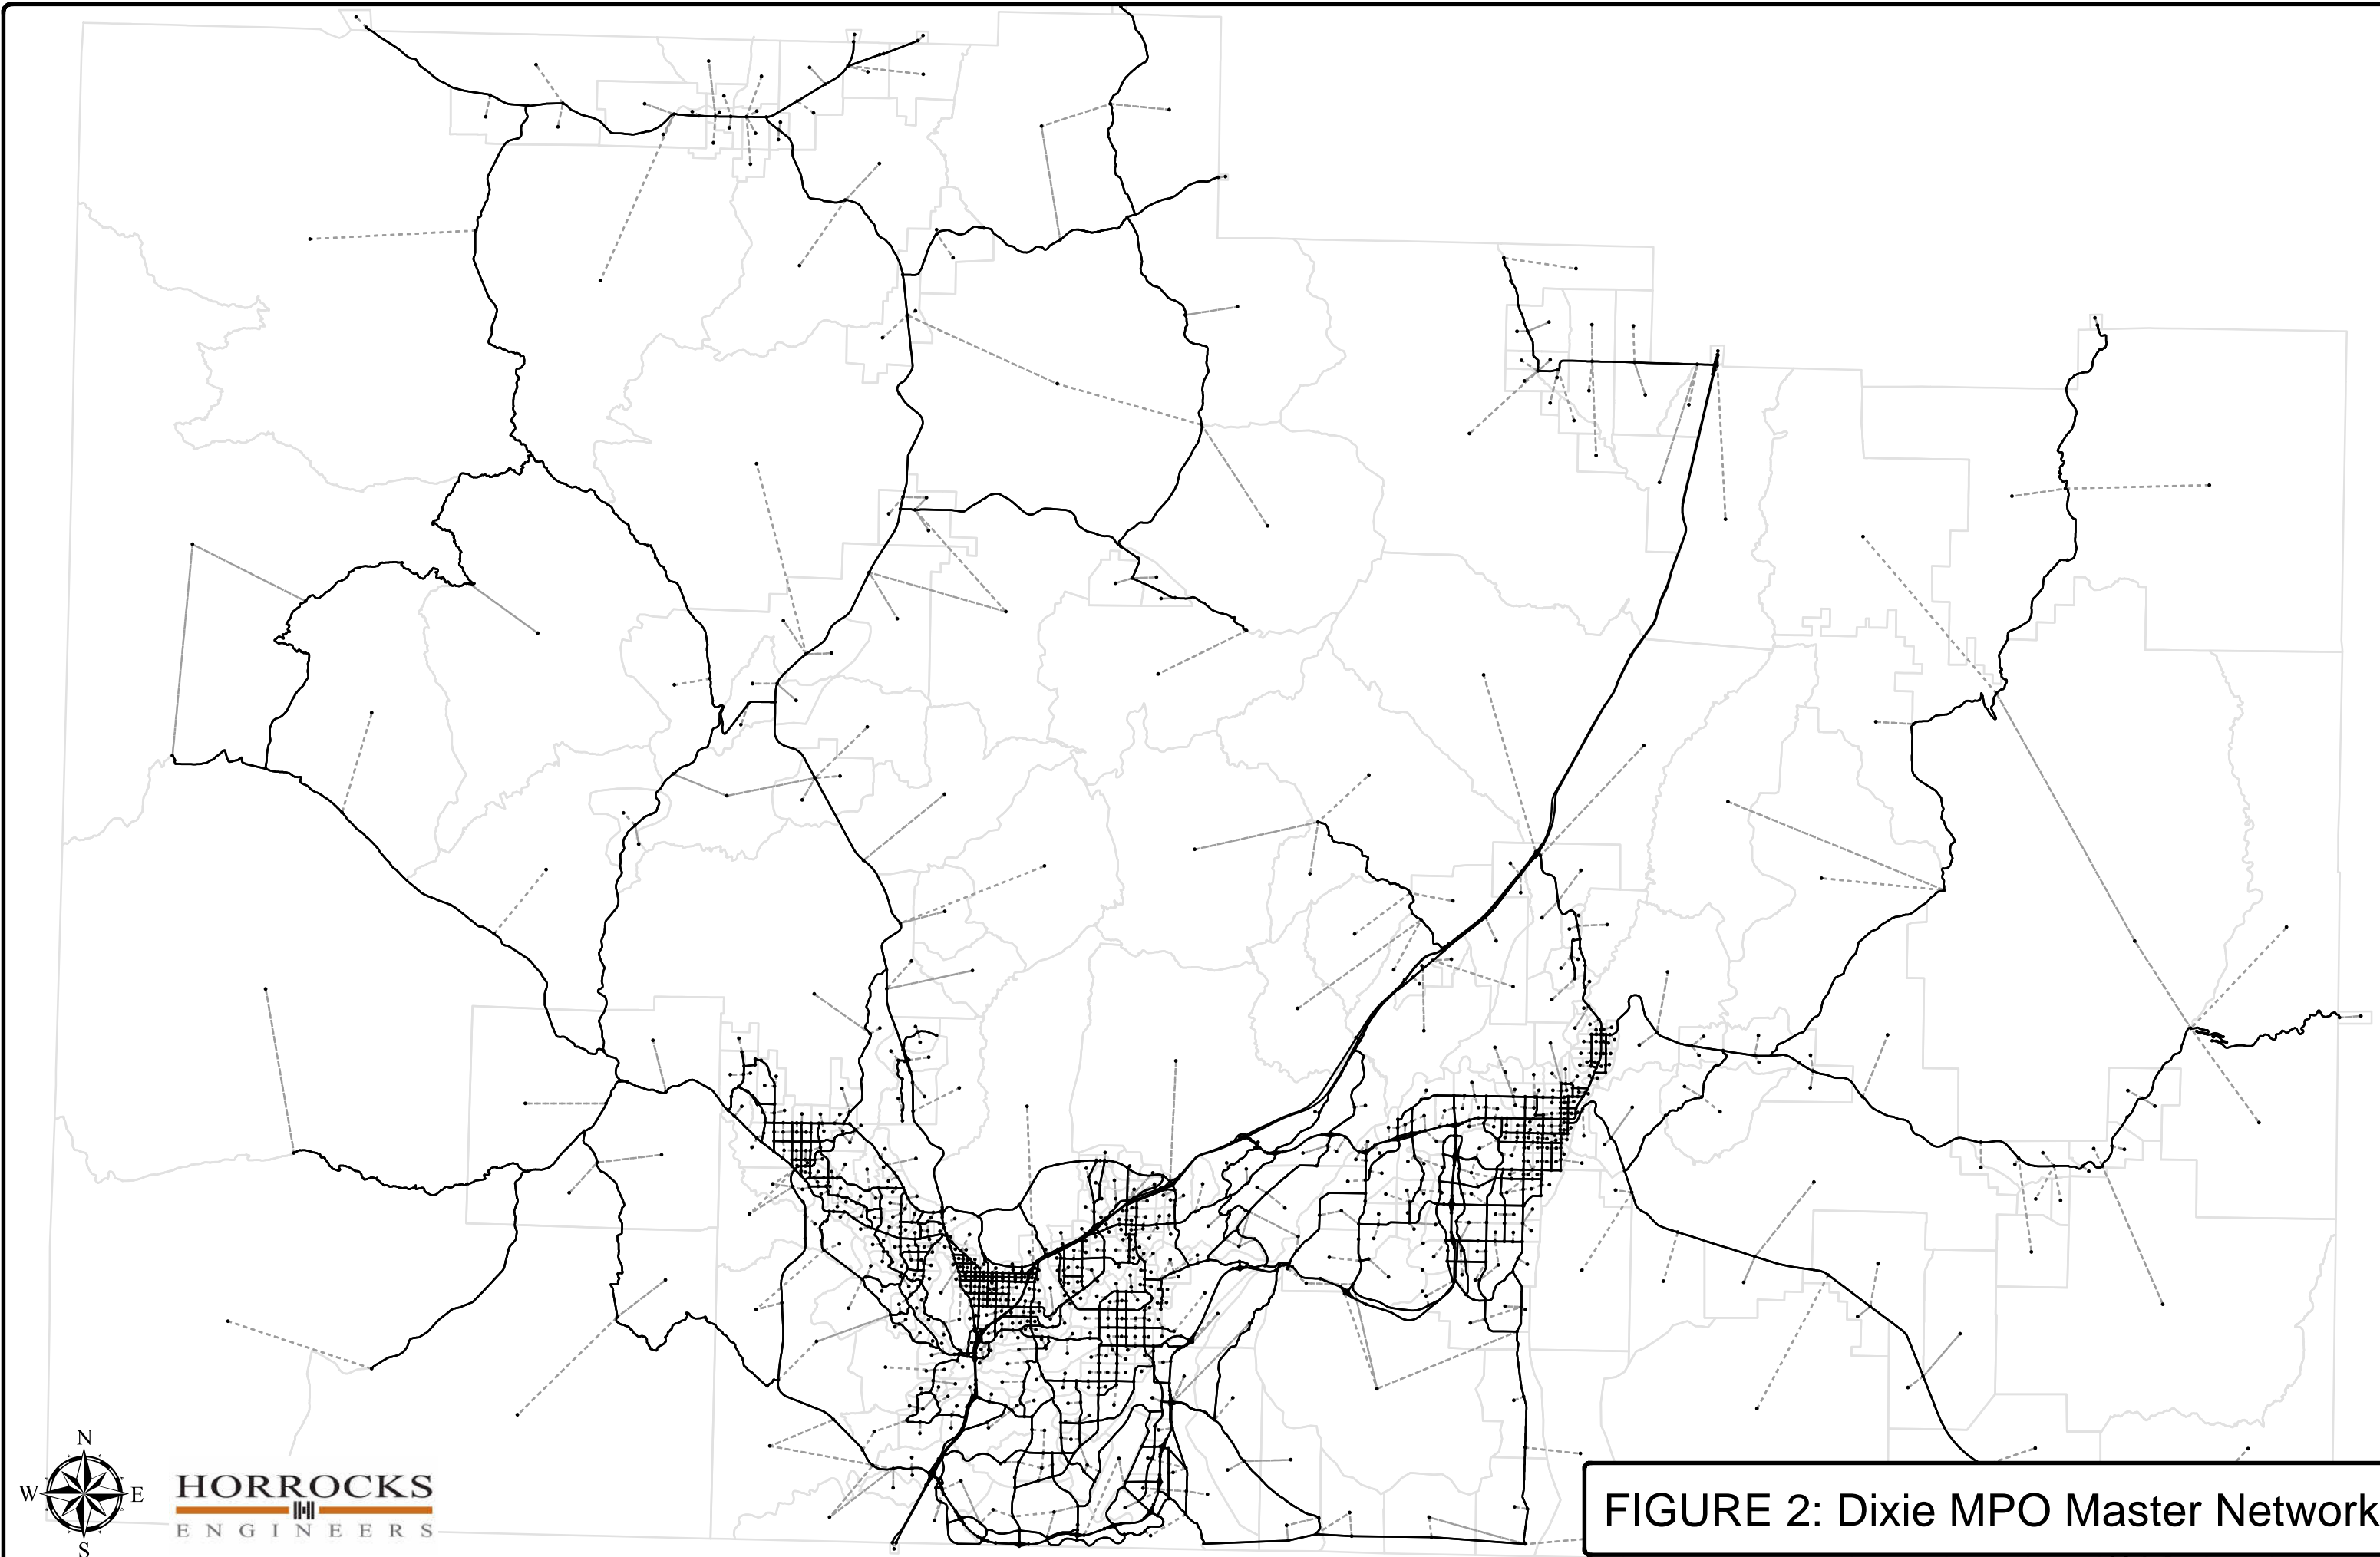 N
W E
S
HORROCKS
ENGINEERS
FIGURE 2: Dixie MPO Master Network